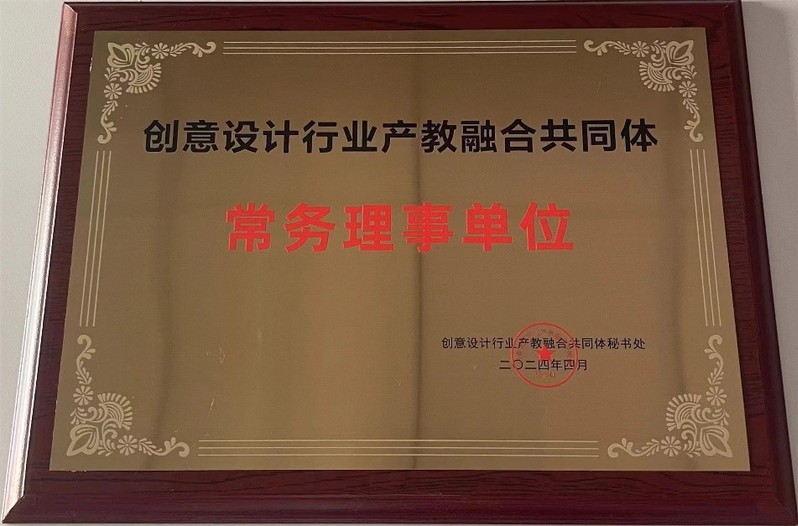 创意设计行业产教融合共同体
常务理事单位
创意设计行业产教融合共同体秘书处
二〇二四年四月